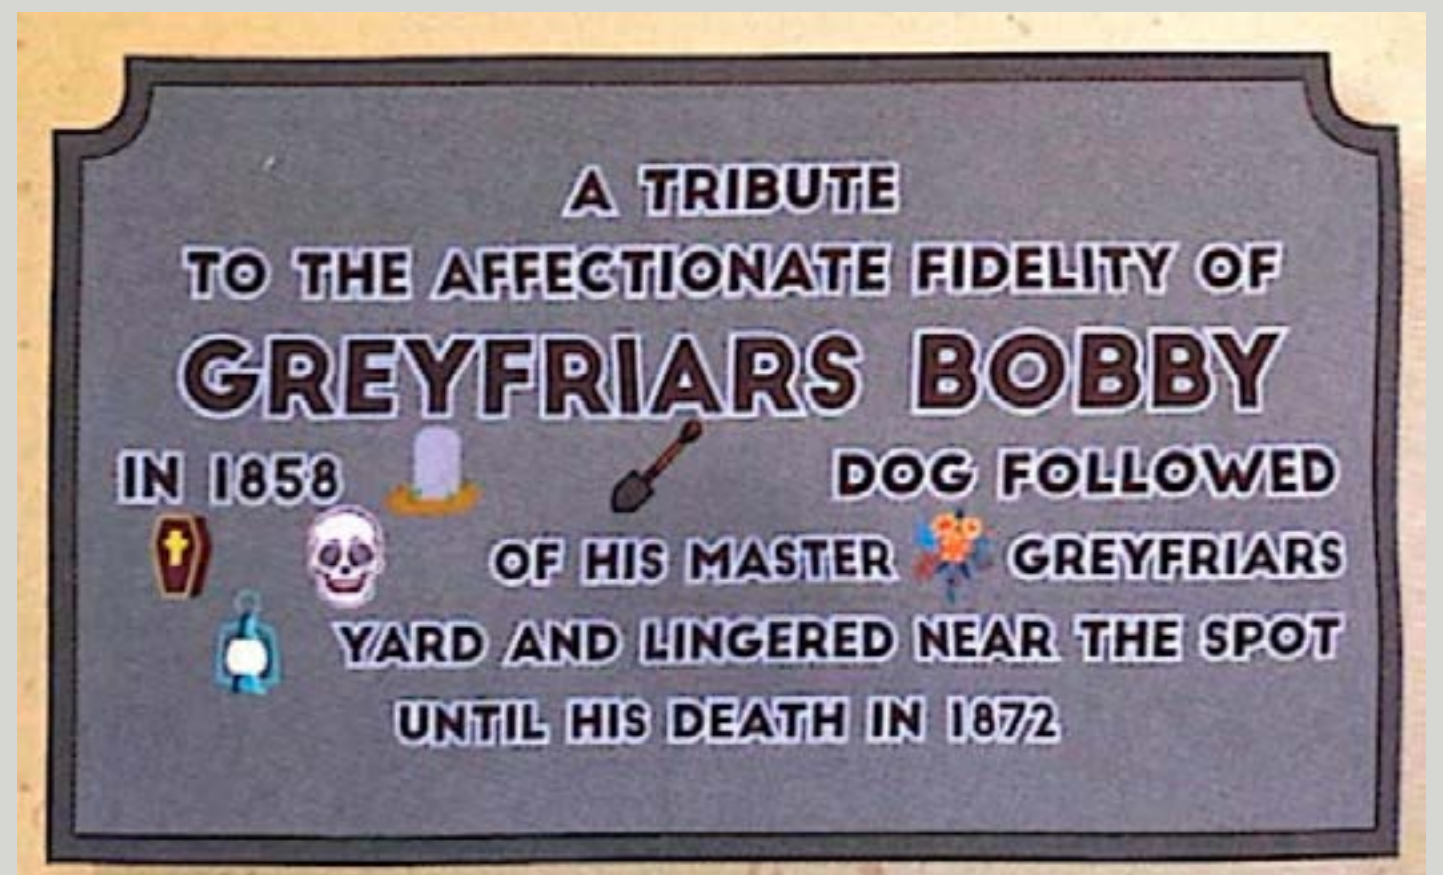 A TRIBUTE
TO THE AFFECTIONATE FIDELITY OF
GREYFRIARS BOBBY
IN 1858 DOG FOLLOWED
OF HIS MASTER GREYFRIARS
YARD AND LINGERED NEAR THE SPOT
UNTIL HIS DEATH IN 1872